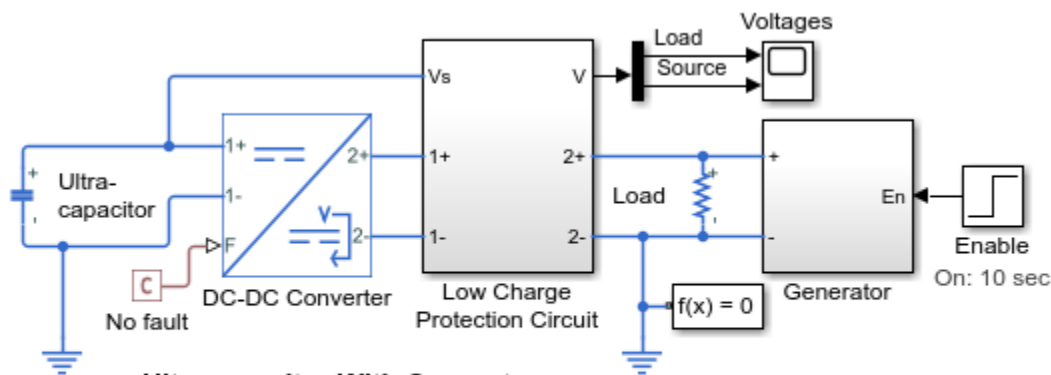 Voltages
Load
Source
Vs
V
1+
2+
1+
2+
+
+
Ultra-
capacitor
1-
+
Load
En
-
F
V
2-
1-
2-
-
Enable
C
DC-DC Converter
Low Charge
Protection Circuit
f(x) = 0
Generator
On: 10 sec
No fault